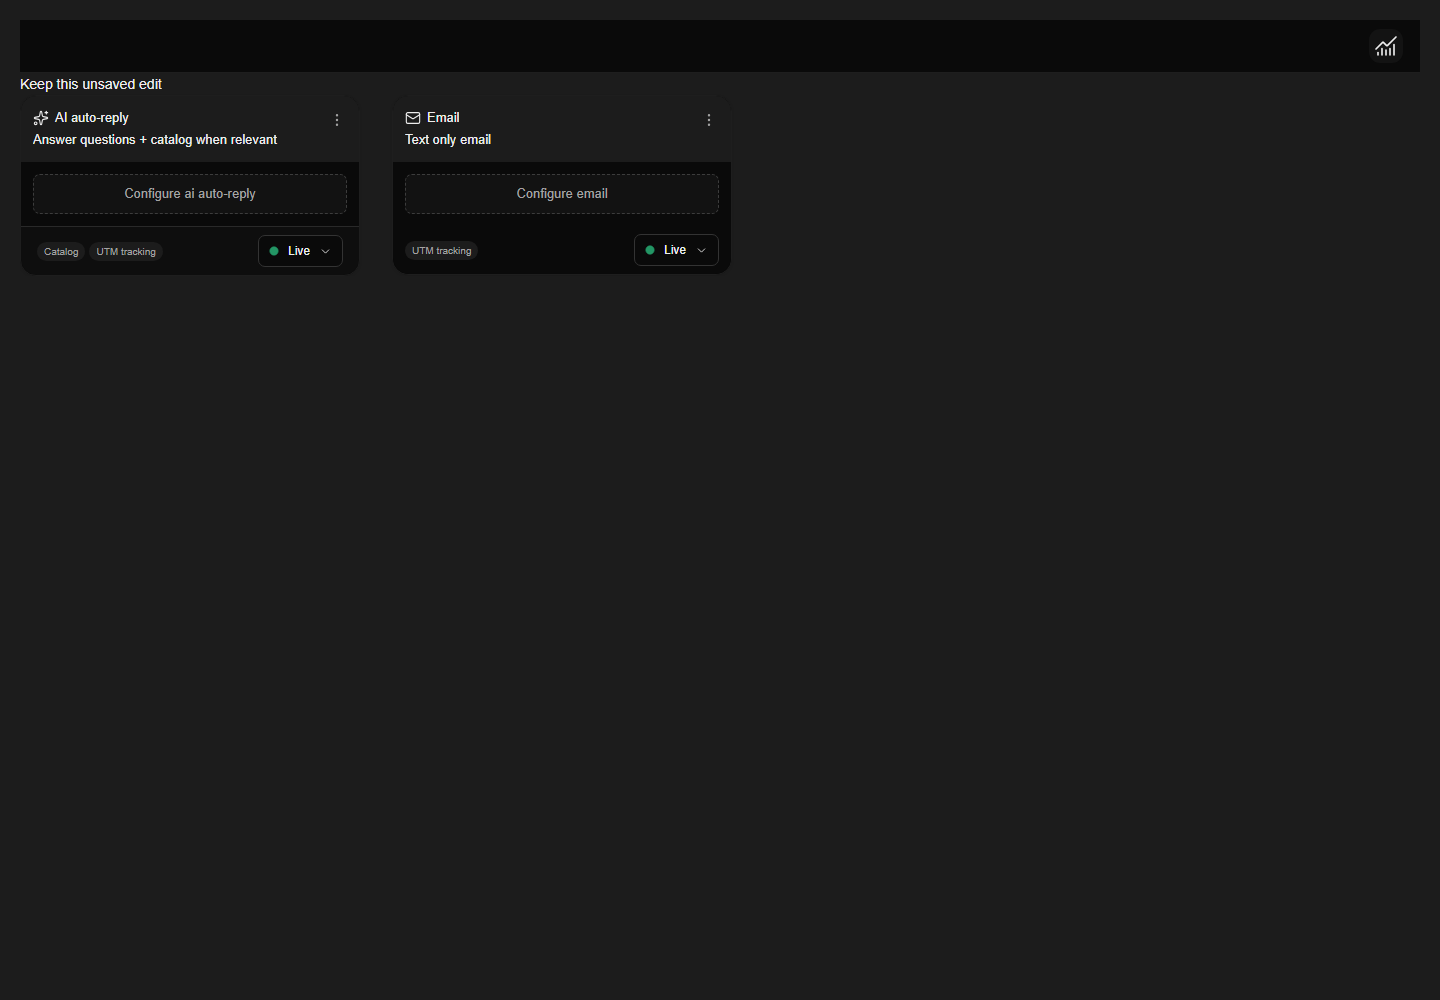 Keep this unsaved edit
AI auto-reply
Answer questions + catalog when relevant
Configure ai auto-reply
Catalog
UTM tracking
Live
Email
Text only email
Configure email
UTM tracking
Live